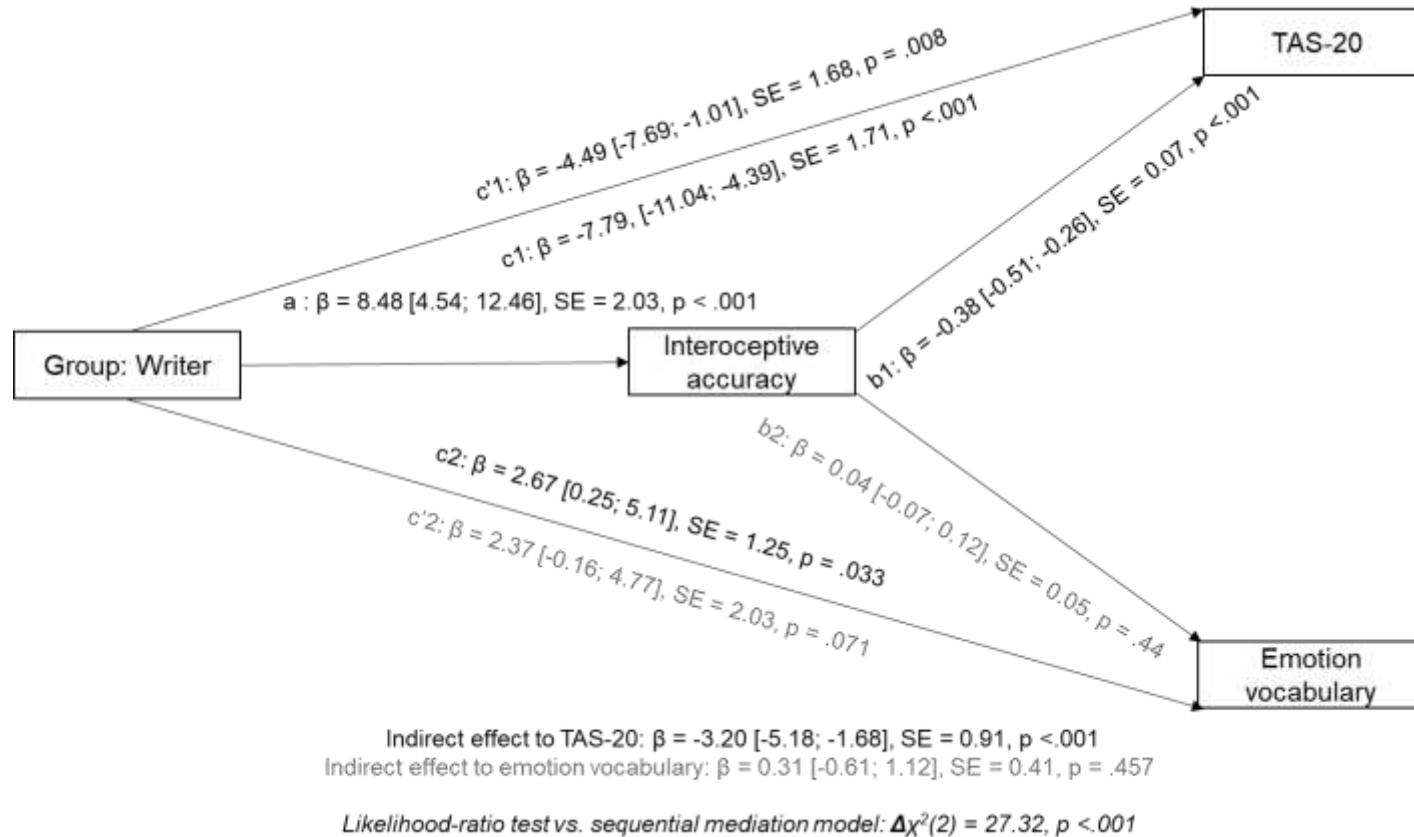 TAS-20
c'1: β = -4.49 [-7.69; -1.01], SE = 1.68, p = .008
c1: β = -7.79, [-11.04; -4.39], SE = 1.71, p <.001
a : β = 8.48 [4.54; 12.46], SE = 2.03, p < .001
b1: β = -0.38 [-0.51; -0.26], SE = 0.07, p <.001
Group: Writer
Interoceptive
accuracy
b2: β = 0.04 [-0.07; 0.12], SE = 0.05, p = .44
c2: β = 2.67 [0.25; 5.11], SE = 1.25, p = .033
c'2: β = 2.37 [-0.16; 4.77], SE = 2.03, p = .071
Emotion
vocabulary
Indirect effect to TAS-20: β = -3.20 [-5.18; -1.68], SE = 0.91, p <.001
Indirect effect to emotion vocabulary: β = 0.31 [-0.61; 1.12], SE = 0.41, p = .457
Likelihood-ratio test vs. sequential mediation model: Δχ²(2) = 27.32, p <.001